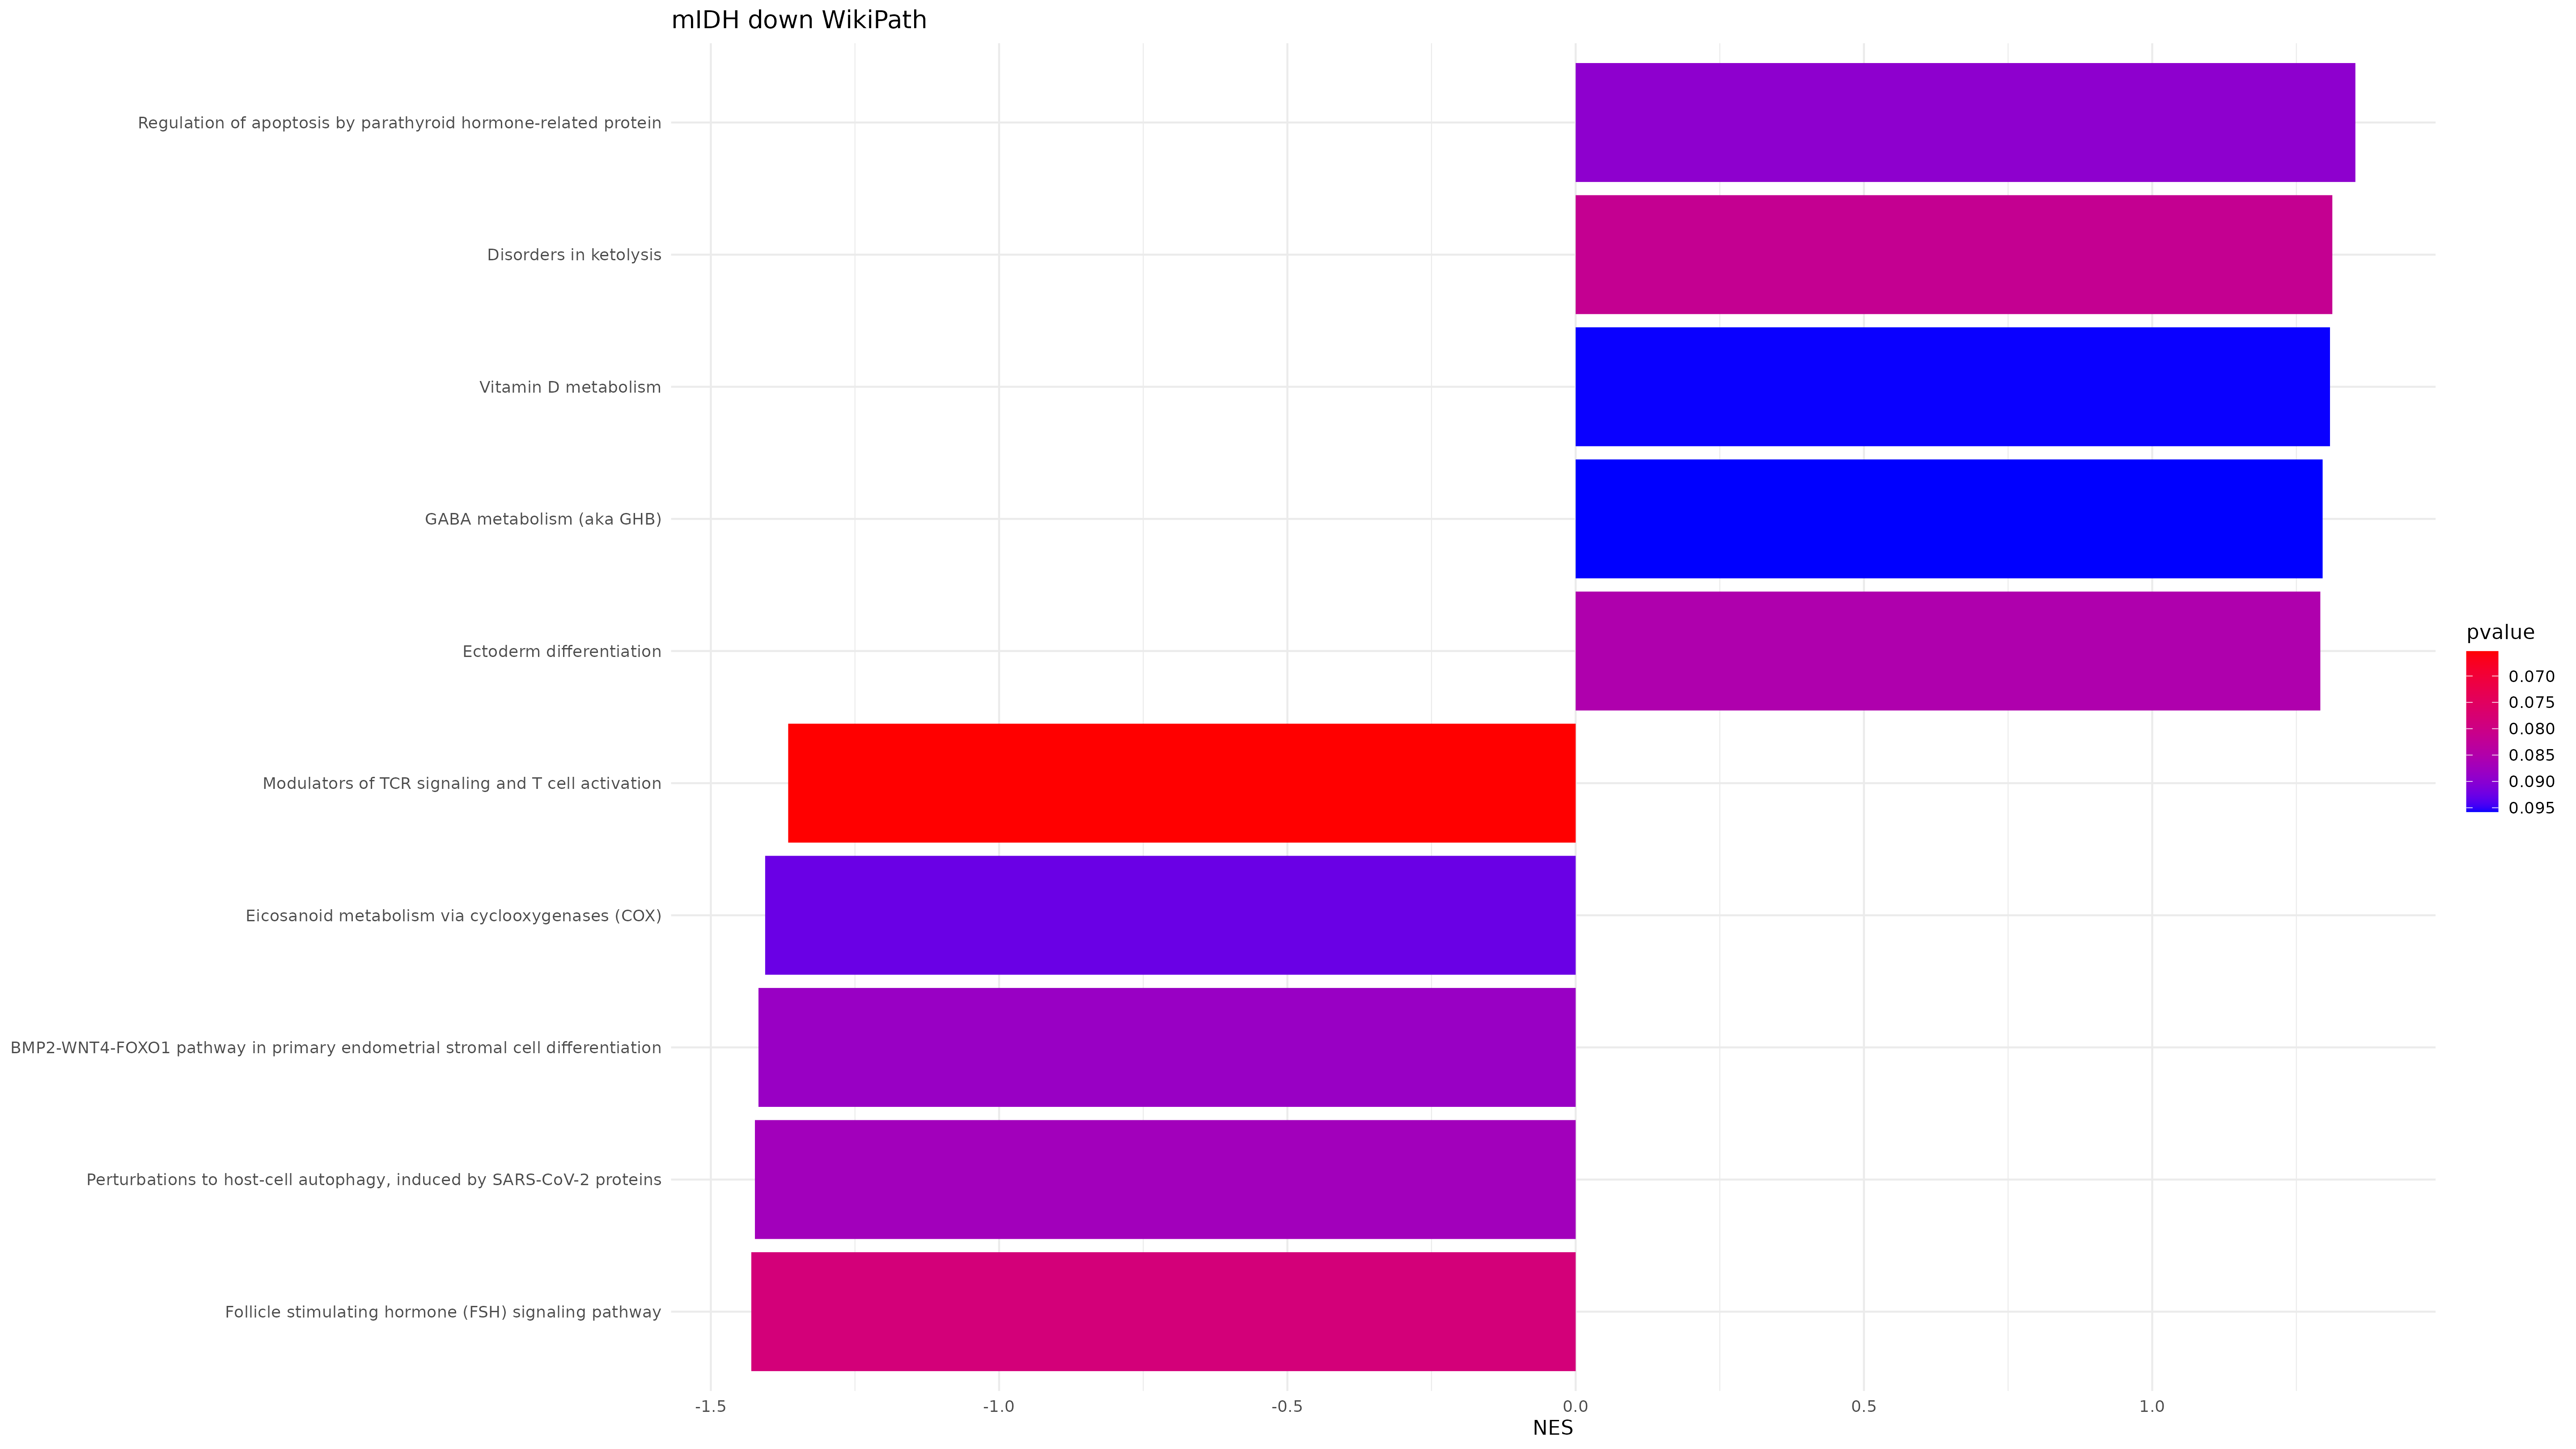 mIDH down WikiPath
Regulation of apoptosis by parathyroid hormone-related protein
Disorders in ketolysis
Vitamin D metabolism
GABA metabolism (aka GHB)
Ectoderm differentiation
Modulators of TCR signaling and T cell activation
Eicosanoid metabolism via cyclooxygenases (COX)
BMP2-WNT4-FOXO1 pathway in primary endometrial stromal cell differentiation
Perturbations to host-cell autophagy, induced by SARS-CoV-2 proteins
Follicle stimulating hormone (FSH) signaling pathway
-1.5 -1.0 -0.5 0.0 0.5 1.0
NES
pvalue
0.070
0.075
0.080
0.085
0.090
0.095